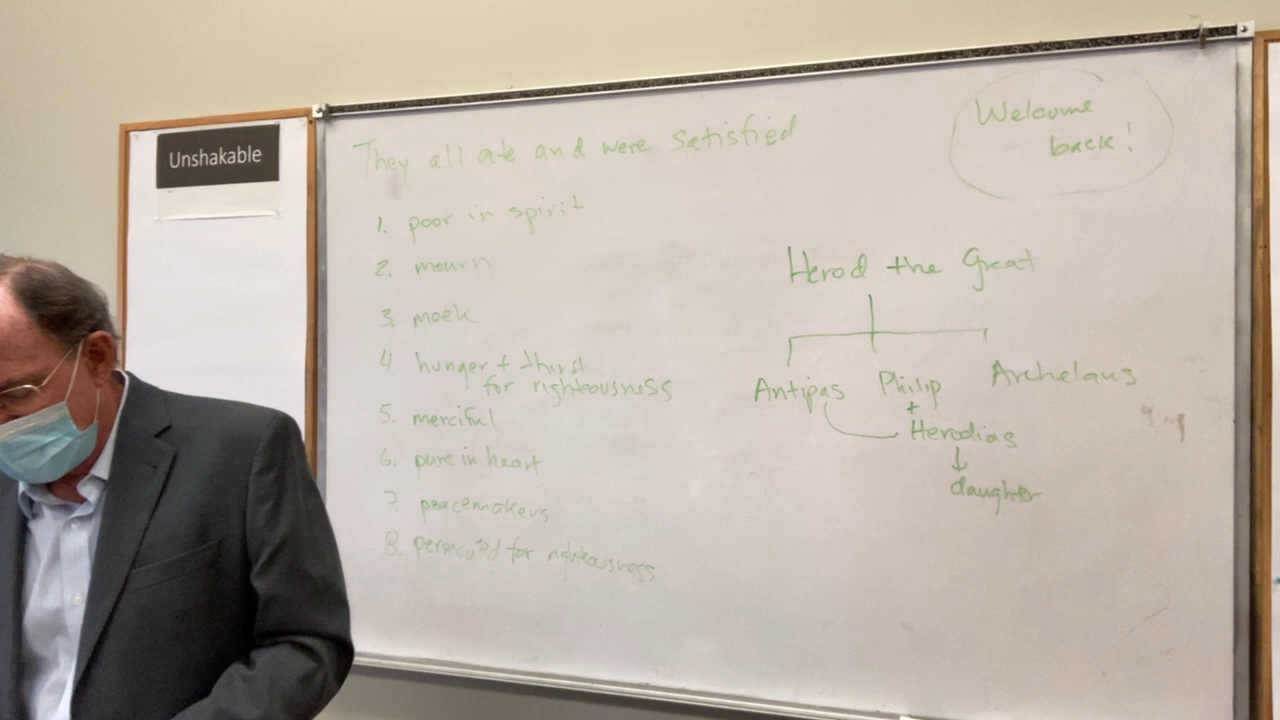 Unshakable
They all ate and were satisfied
1. poor in spirit
2. mourn
3. meek
4. hunger + thirst
for righteousness
5. merciful
6. pure in heart
7. peacemakers
8. persecuted for righteousness
Welcome
back!
Herod the Great
Antipas Philip Archelaus
+
Herodias
daughter